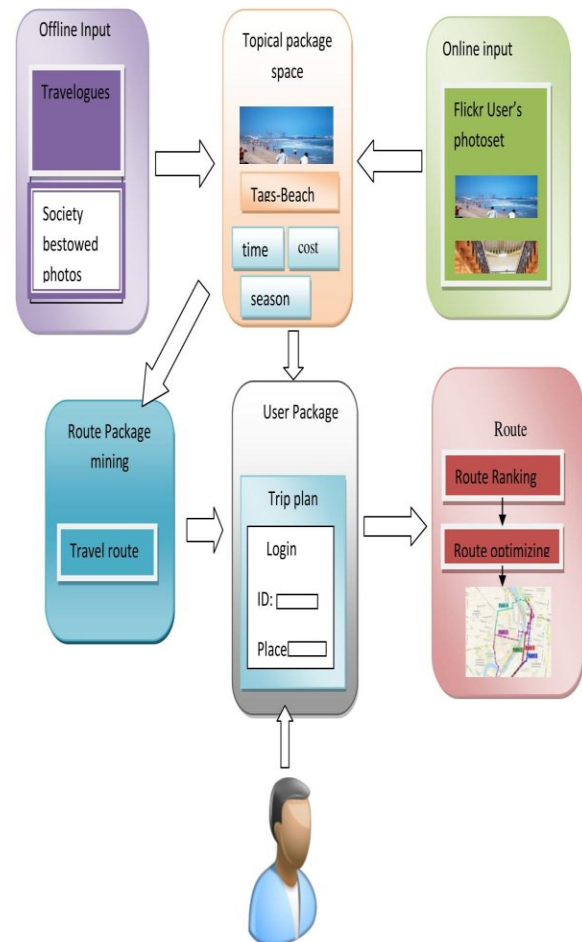 Offline Input
Travelogues
Society
bestowed
photos
Topical package
space
Tags-Beach
time
cost
season
Online input
Flickr User's
photoset
Route Package
mining
Travel route
User Package
Trip plan
Login
ID:
Place
Route
Route Ranking
Route optimizing